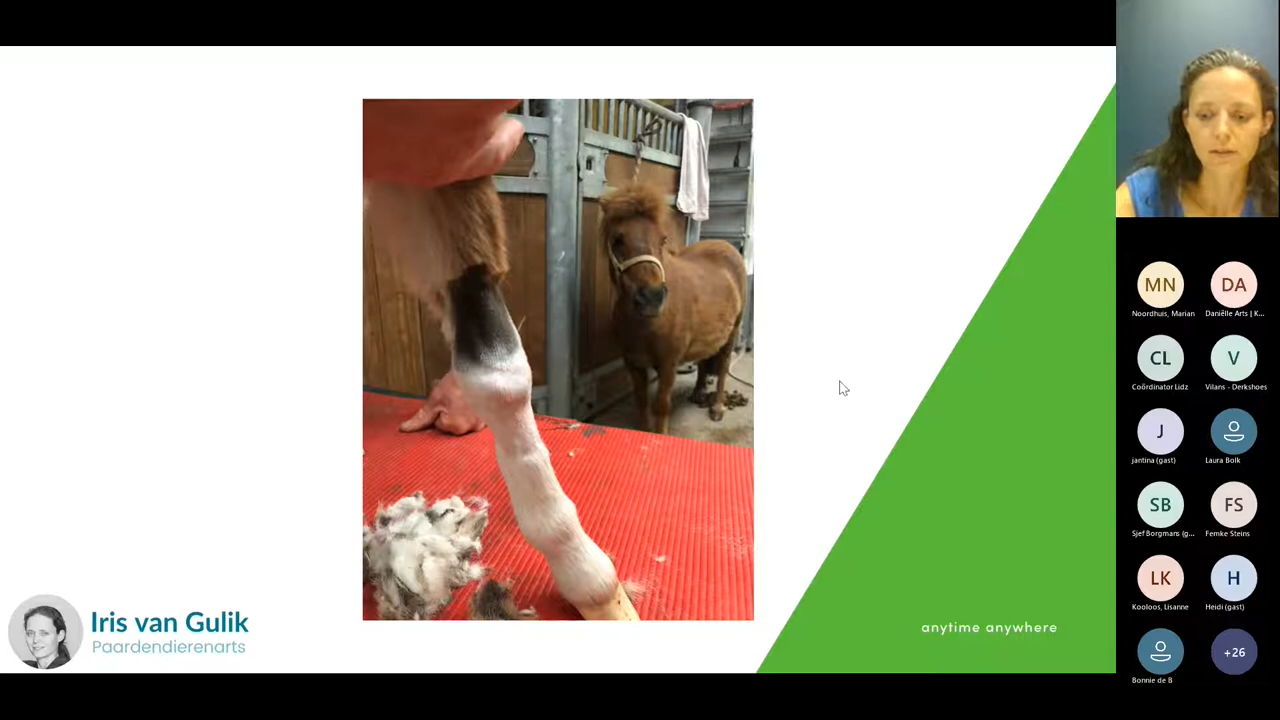 Iris van Gulik
Paardendierenarts
anytime anywhere
MN
DA
Noordhuis, Marian
Daniëlle Arts | K...
CL
V
Coördinator Lidz
Vilans - Derkshoes
J
jantina (gast)
Laura Bolk
SB
FS
Sjef Borgmans (g...
Femke Steins
LK
H
Kooloos, Lisanne
Heidi (gast)
+26
Bonnie de B